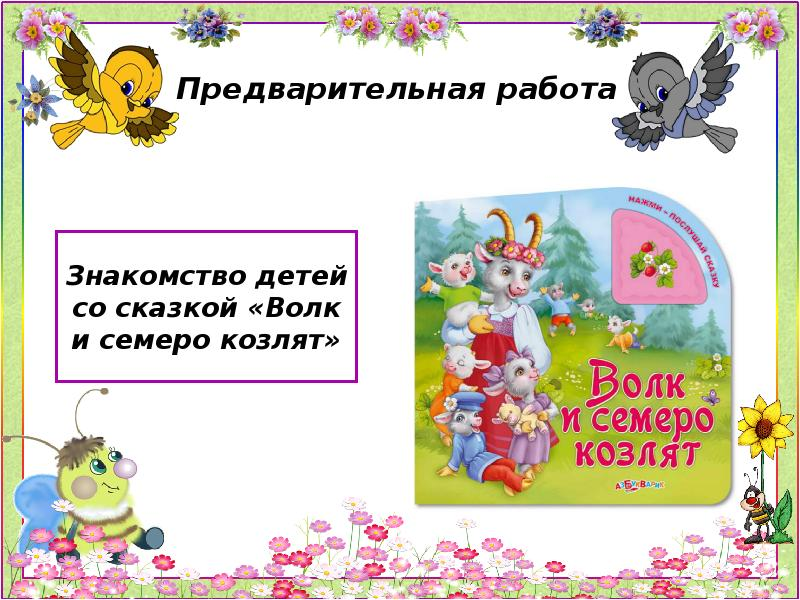 Предварительная работа
Знакомство детей
со сказкой «Волк
и семеро козлят»
НАЖМИ – ПОСЛУШАЙ СКАЗКУ
Волк
и семеро
козлят
АЗБУКВАРИК